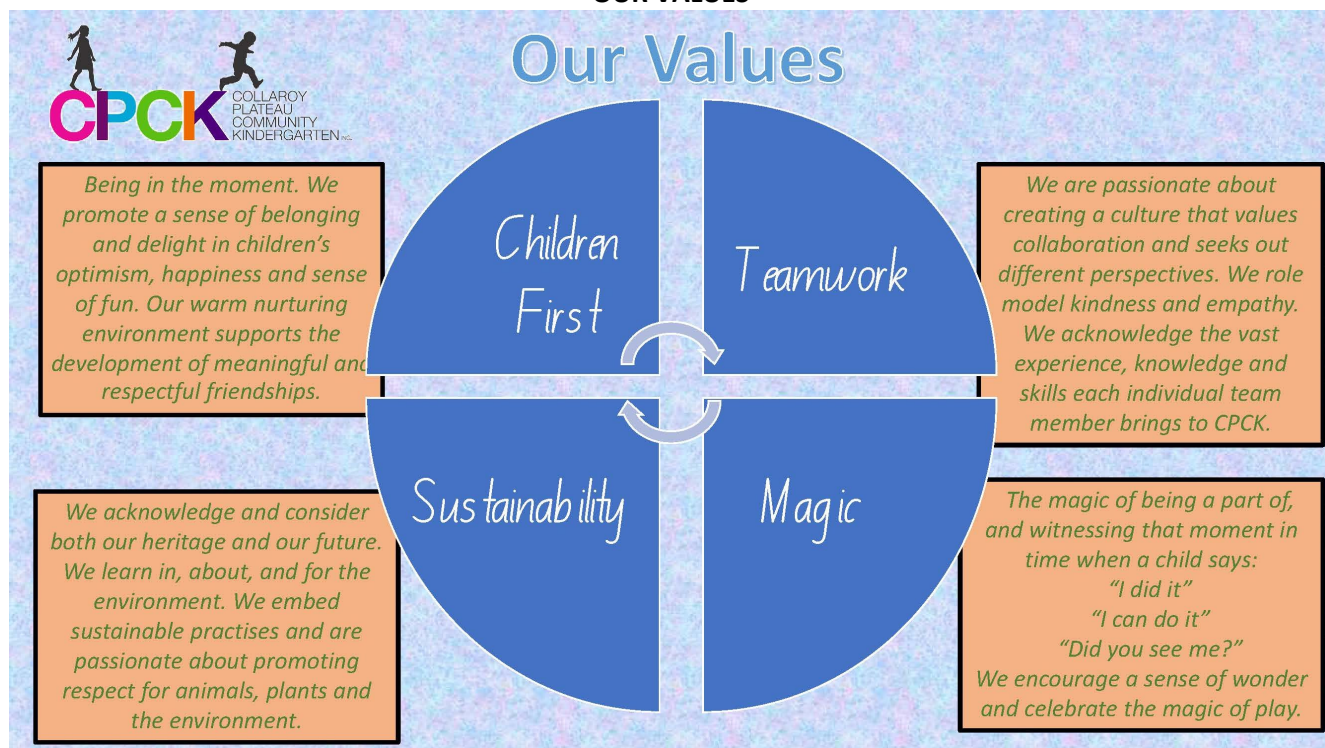 OUR VALUES
Our Values
CPCK
COLLAROY
PLATEAU
COMMUNITY
KINDERGARTEN INC.
Being in the moment. We
promote a sense of belonging
and delight in children’s
optimism, happiness and sense
of fun. Our warm nurturing
environment supports the
development of meaningful and
respectful friendships.
Children
First
Teamwork
We are passionate about
creating a culture that values
collaboration and seeks out
different perspectives. We role
model kindness and empathy.
We acknowledge the vast
experience, knowledge and
skills each individual team
member brings to CPCK.
We acknowledge and consider
both our heritage and our future.
We learn in, about, and for the
environment. We embed
sustainable practises and are
passionate about promoting
respect for animals, plants and
the environment.
Sustainability
Magic
The magic of being a part of,
and witnessing that moment in
time when a child says:
“I did it”
“I can do it”
“Did you see me?”
We encourage a sense of wonder
and celebrate the magic of play.